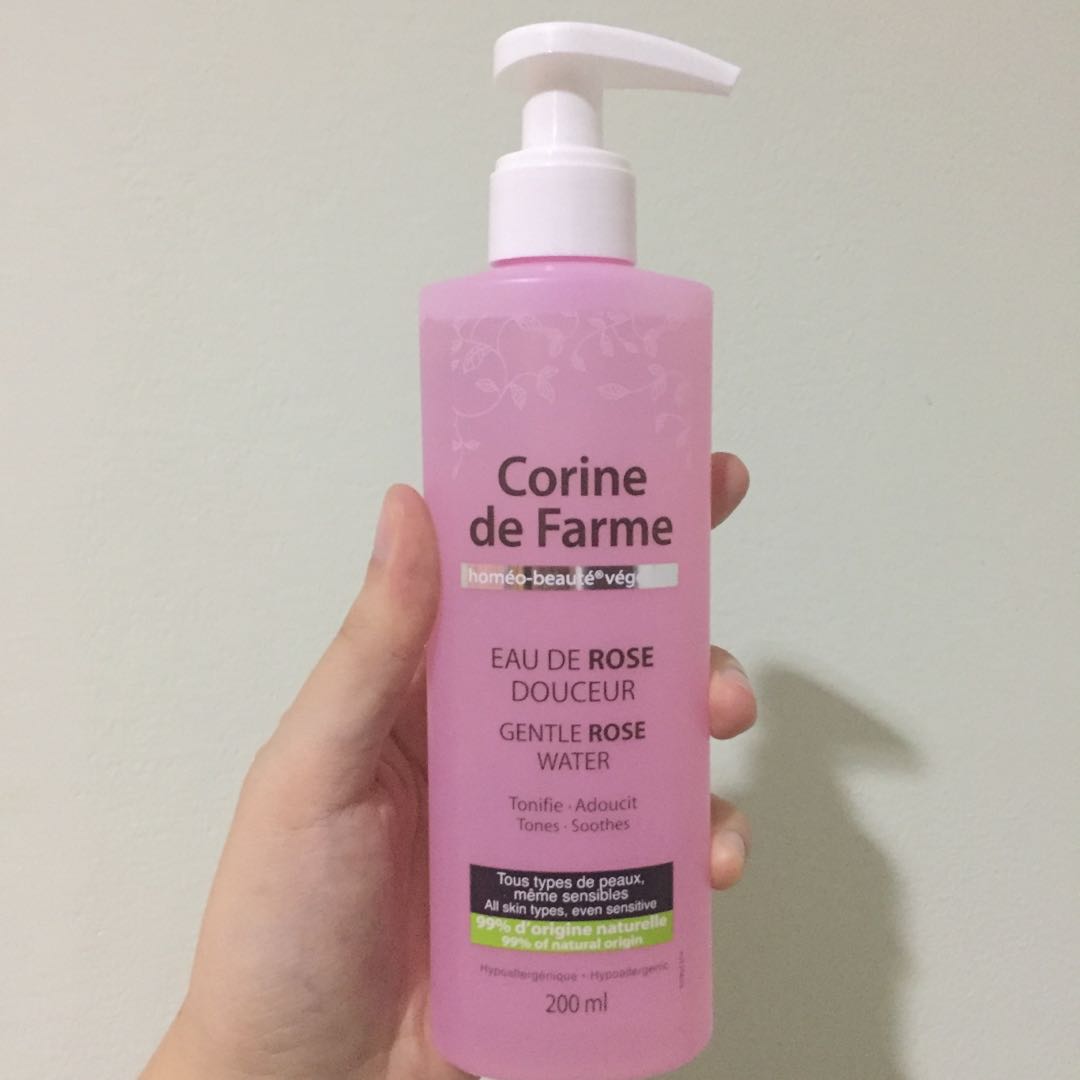 Corine
de Farme
homéo-beauté®
EAU DE ROSE
DOUCEUR
GENTLE ROSE
WATER
Tonifie · Adoucit
Tones · Soothes
Tous types de peaux,
même sensibles
All skin types, even sensitive
99% d'origine naturelle
99% of natural origin
Hypoallergénique • Hypoallergenic
200 ml